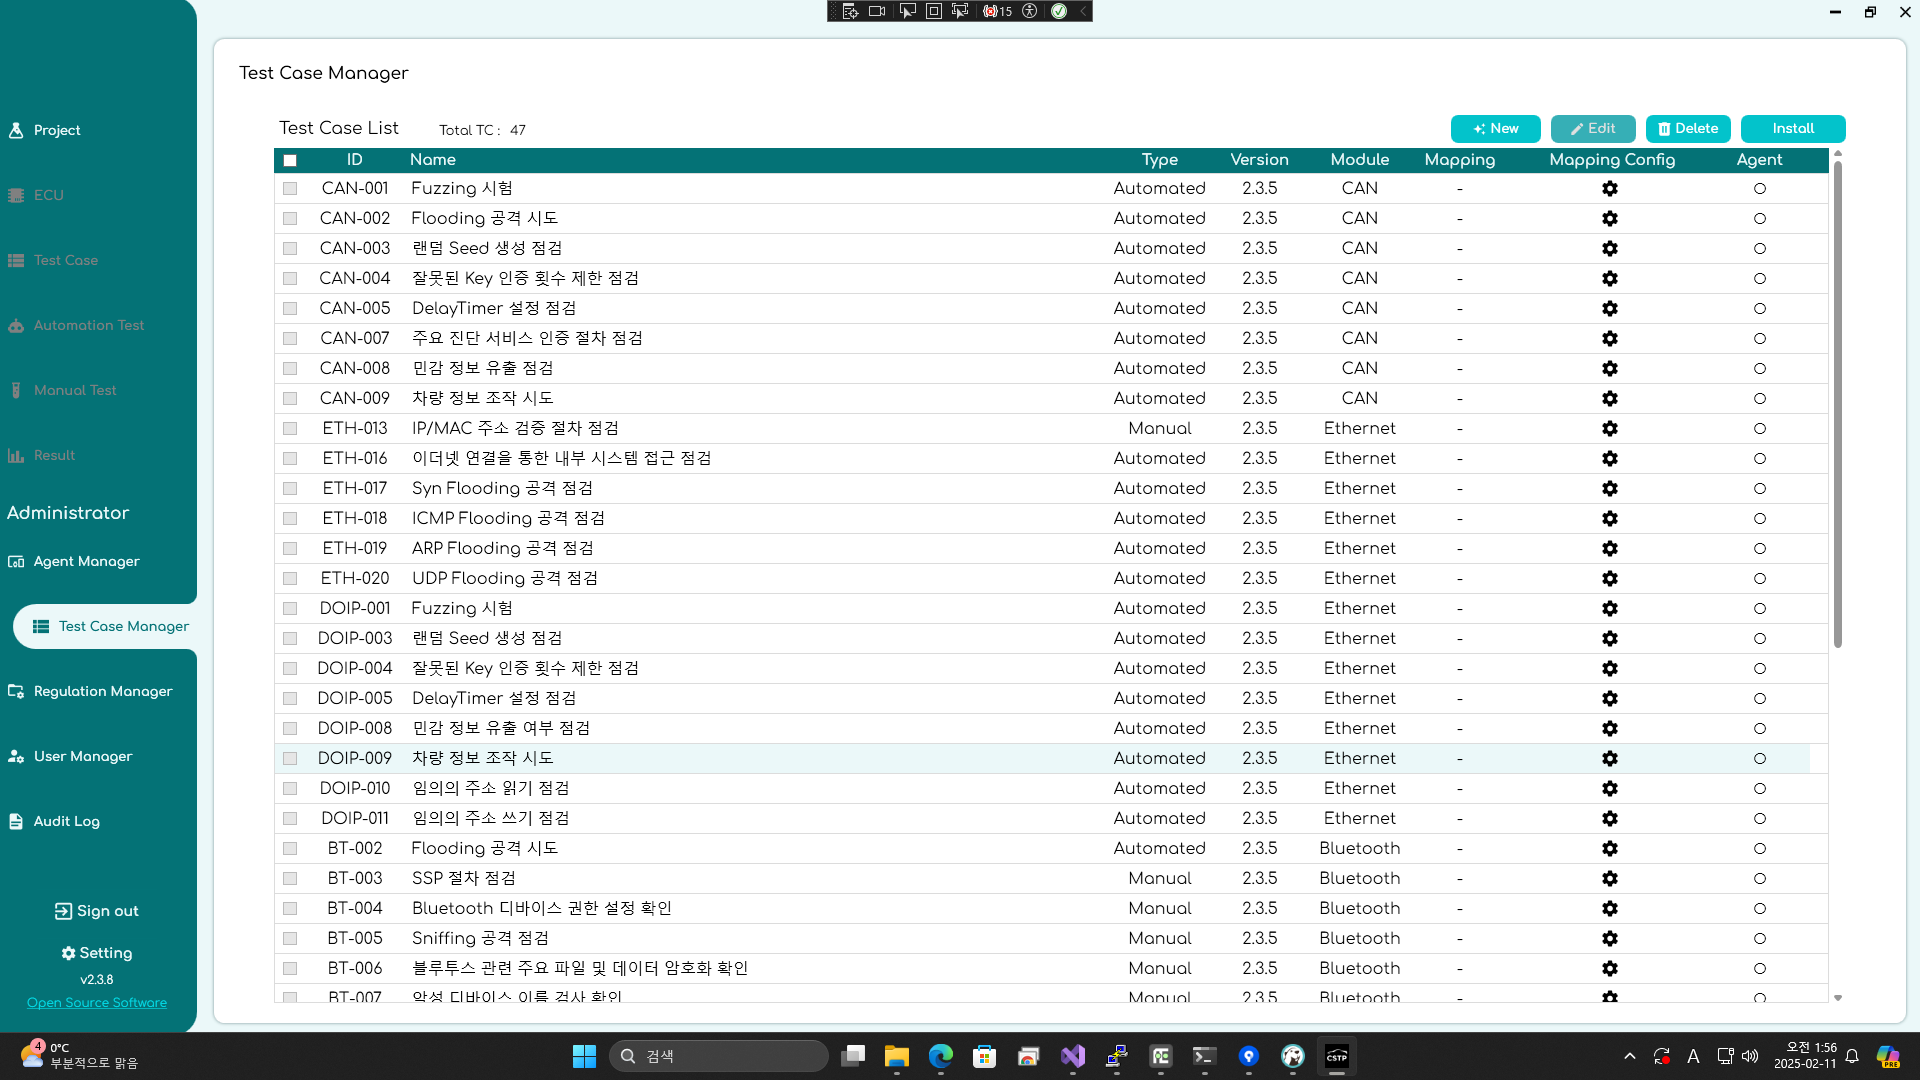 15
Project
ECU
Test Case
Automation Test
Manual Test
Result
Administrator
Agent Manager
Test Case Manager
Regulation Manager
User Manager
Audit Log
Sign out
Setting
v2.3.8
Open Source Software
Test Case Manager
Test Case List Total TC : 47 New Edit Delete Install
ID Name Type Version Module Mapping Mapping Config Agent
CAN-001 Fuzzing 시험 Automated 2.3.5 CAN -
CAN-002 Flooding 공격 시도 Automated 2.3.5 CAN -
CAN-003 랜덤 Seed 생성 점검 Automated 2.3.5 CAN -
CAN-004 잘못된 Key 인증 횟수 제한 점검 Automated 2.3.5 CAN -
CAN-005 DelayTimer 설정 점검 Automated 2.3.5 CAN -
CAN-007 주요 진단 서비스 인증 절차 점검 Automated 2.3.5 CAN -
CAN-008 민감 정보 유출 점검 Automated 2.3.5 CAN -
CAN-009 차량 정보 조작 시도 Automated 2.3.5 CAN -
ETH-013 IP/MAC 주소 검증 절차 점검 Manual 2.3.5 Ethernet -
ETH-016 이더넷 연결을 통한 내부 시스템 접근 점검 Automated 2.3.5 Ethernet -
ETH-017 Syn Flooding 공격 점검 Automated 2.3.5 Ethernet -
ETH-018 ICMP Flooding 공격 점검 Automated 2.3.5 Ethernet -
ETH-019 ARP Flooding 공격 점검 Automated 2.3.5 Ethernet -
ETH-020 UDP Flooding 공격 점검 Automated 2.3.5 Ethernet -
DOIP-001 Fuzzing 시험 Automated 2.3.5 Ethernet -
DOIP-003 랜덤 Seed 생성 점검 Automated 2.3.5 Ethernet -
DOIP-004 잘못된 Key 인증 횟수 제한 점검 Automated 2.3.5 Ethernet -
DOIP-005 DelayTimer 설정 점검 Automated 2.3.5 Ethernet -
DOIP-008 민감 정보 유출 여부 점검 Automated 2.3.5 Ethernet -
DOIP-009 차량 정보 조작 시도 Automated 2.3.5 Ethernet -
DOIP-010 임의의 주소 읽기 점검 Automated 2.3.5 Ethernet -
DOIP-011 임의의 주소 쓰기 점검 Automated 2.3.5 Ethernet -
BT-002 Flooding 공격 시도 Automated 2.3.5 Bluetooth -
BT-003 SSP 절차 점검 Manual 2.3.5 Bluetooth -
BT-004 Bluetooth 디바이스 권한 설정 확인 Manual 2.3.5 Bluetooth -
BT-005 Sniffing 공격 점검 Manual 2.3.5 Bluetooth -
BT-006 블루투스 관련 주요 파일 및 데이터 암호화 확인 Manual 2.3.5 Bluetooth -
BT-007 악성 디바이스 이름 검사 확인 Manual 2.3.5 Bluetooth -
4 0°C
부분적으로 맑음
검색
CSTP
A
오전 1:56
2025-02-11
PRE